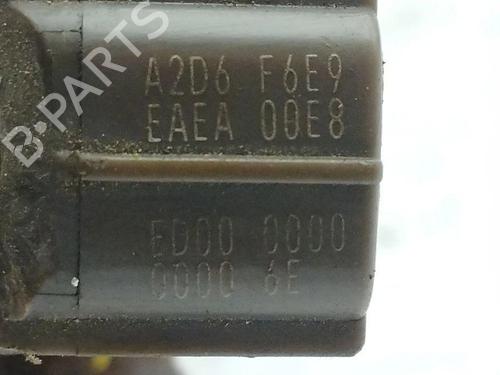 A2D6 F6E9
EAEA 00E8
ED00 0000
0000 6E
B-PARTS